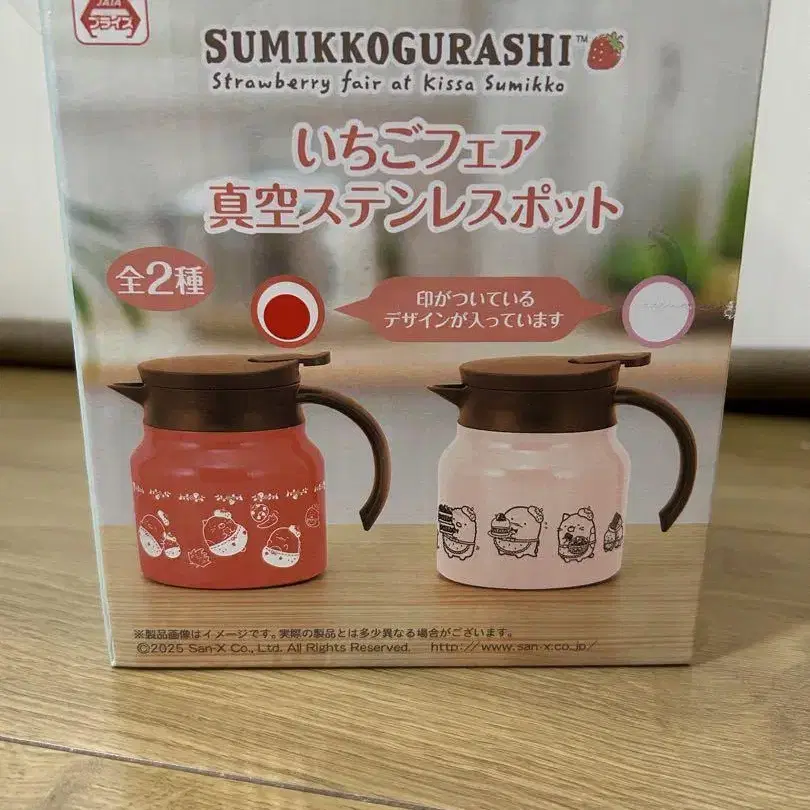 JAIA
プライズ
SUMIKKOGURASHI™
Strawberry fair at Kissa Sumikko
いちごフェア
真空ステンレスポット
全2種
印がついている
デザインが入っています
※製品画像はイメージです。実際の製品とは多少異なる場合がございます。
©2025 San-X Co., Ltd. All Rights Reserved. http://www.san-x.co.jp/